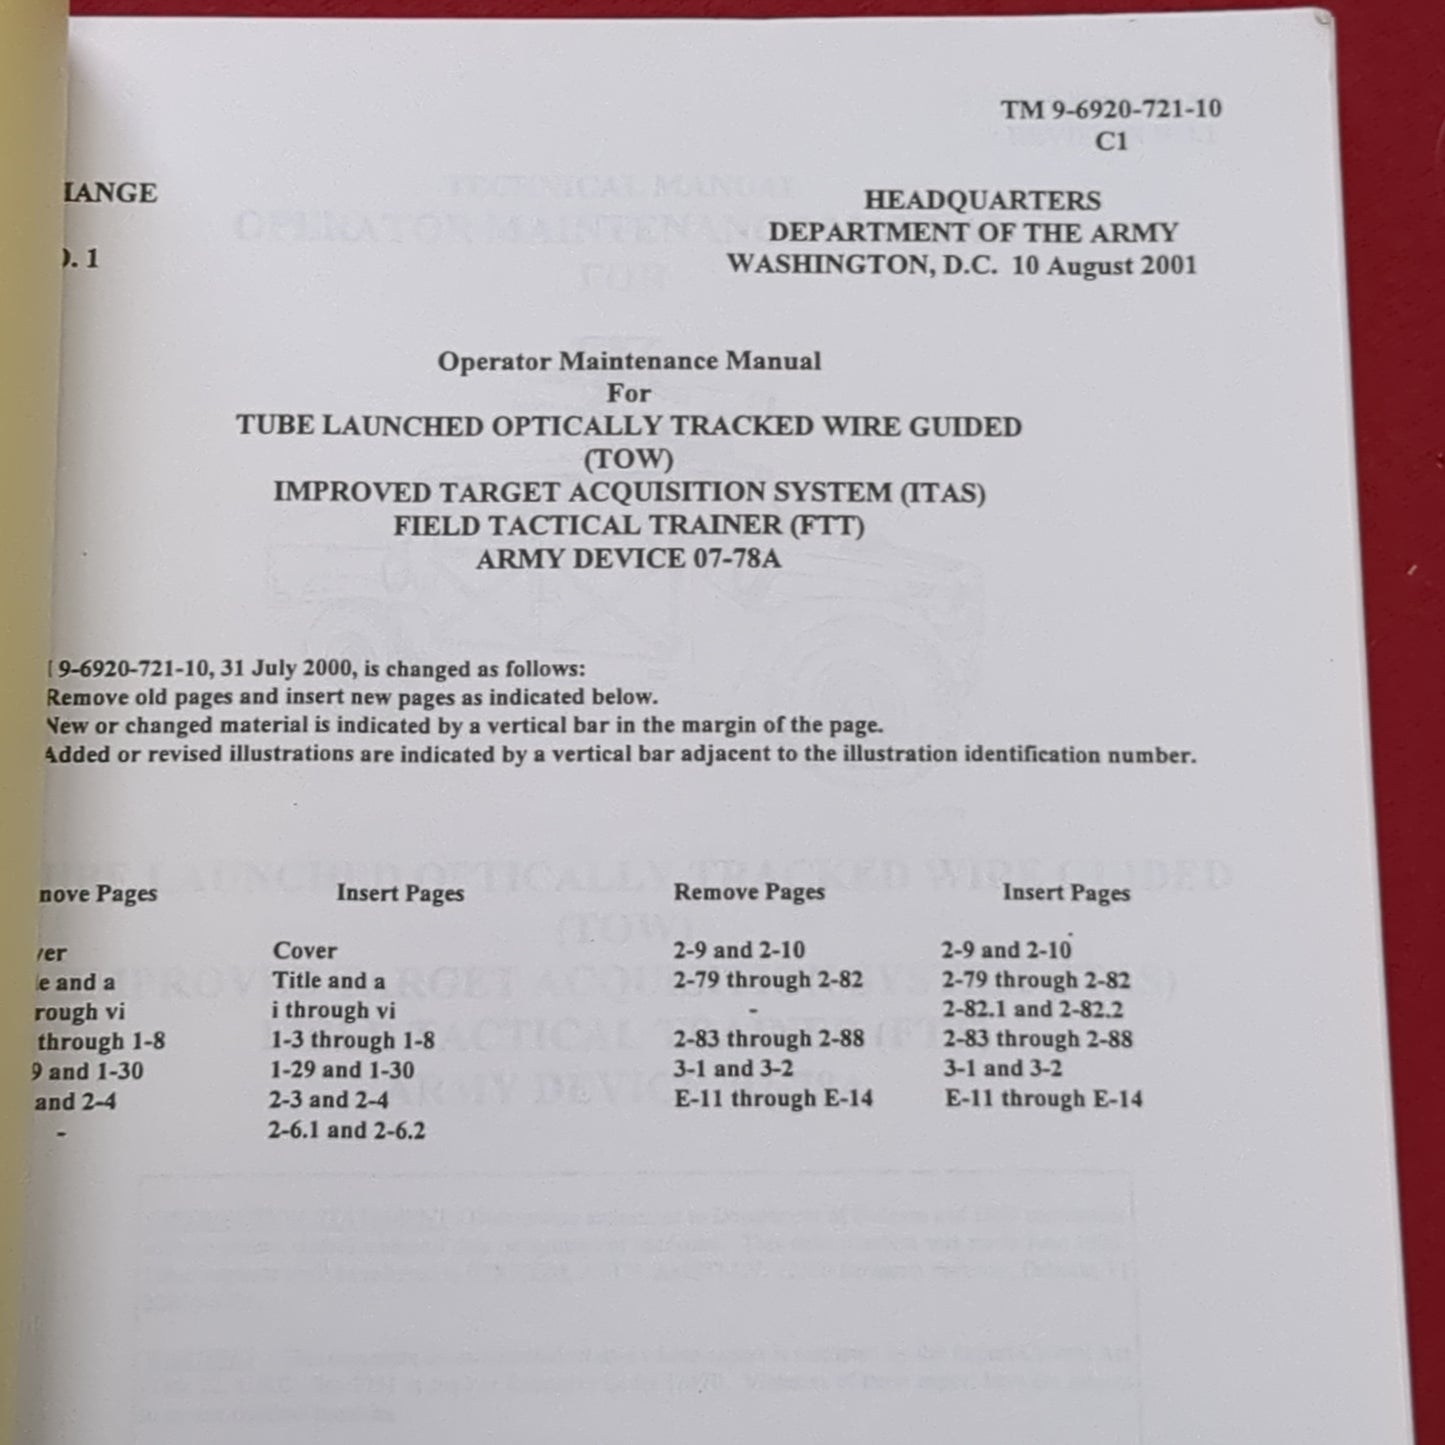 TM 9-6920-721-10
C1
HANGE
HEADQUARTERS
DEPARTMENT OF THE ARMY
O. 1
WASHINGTON, D.C. 10 August 2001
Operator Maintenance Manual
For
TUBE LAUNCHED OPTICALLY TRACKED WIRE GUIDED
(TOW)
IMPROVED TARGET ACQUISITION SYSTEM (ITAS)
FIELD TACTICAL TRAINER (FTT)
ARMY DEVICE 07-78A
9-6920-721-10, 31 July 2000, is changed as follows:
Remove old pages and insert new pages as indicated below.
New or changed material is indicated by a vertical bar in the margin of the page.
Added or revised illustrations are indicated by a vertical bar adjacent to the illustration identification number.
nove Pages Insert Pages Remove Pages Insert Pages
ver Cover 2-9 and 2-10 2-9 and 2-10
e and a Title and a 2-79 through 2-82 2-79 through 2-82
rough vi i through vi - 2-82.1 and 2-82.2
through 1-8 1-3 through 1-8 2-83 through 2-88 2-83 through 2-88
9 and 1-30 1-29 and 1-30 3-1 and 3-2 3-1 and 3-2
and 2-4 2-3 and 2-4 E-11 through E-14 E-11 through E-14
- 2-6.1 and 2-6.2